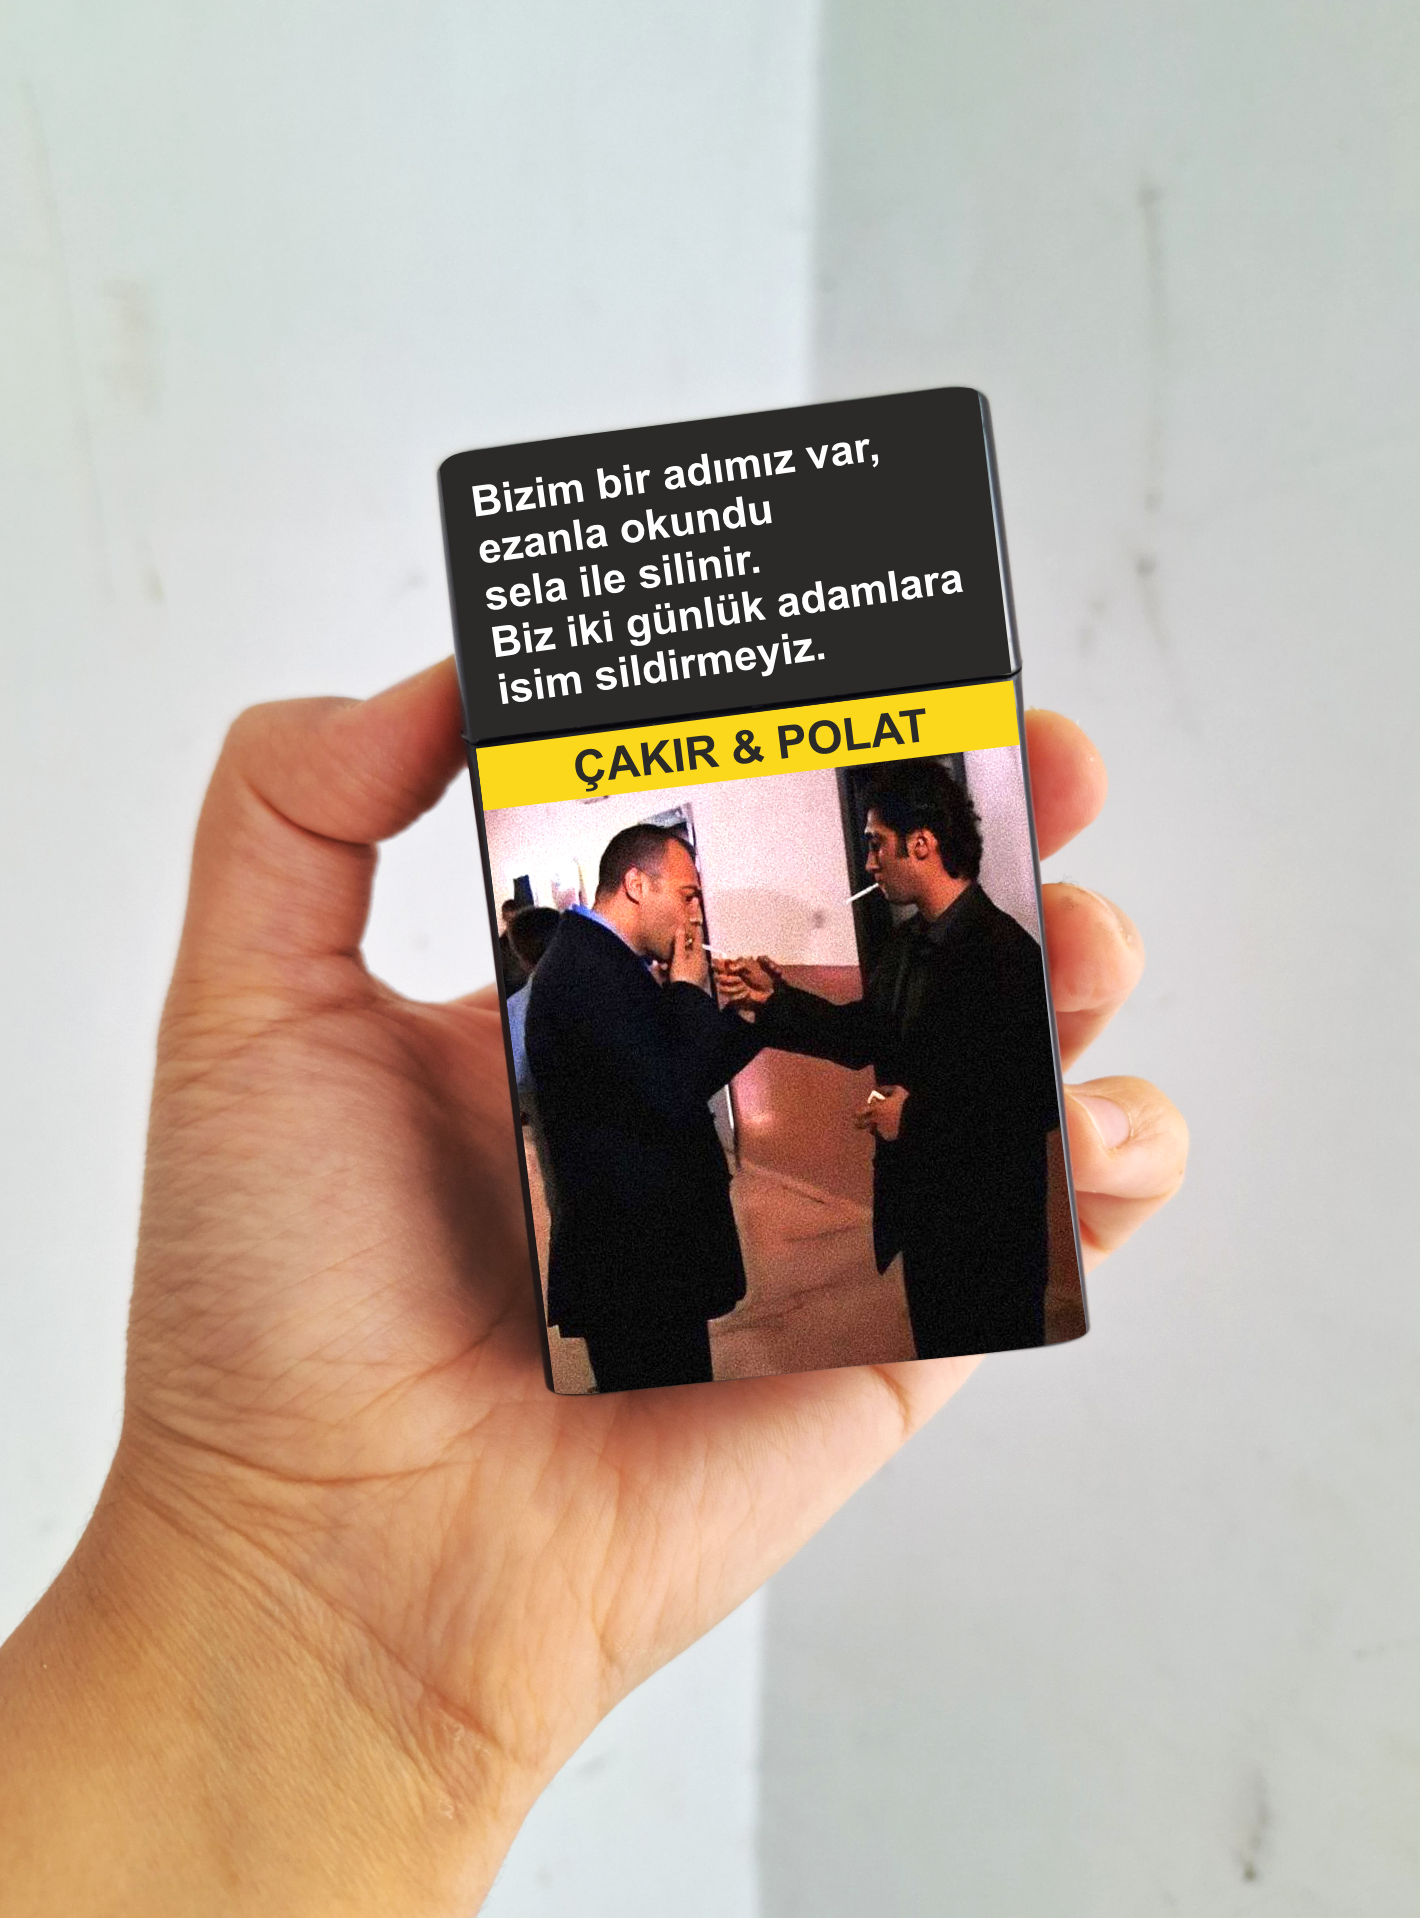 Bizim bir adımız var,
ezanla okundu
sela ile silinir.
Biz iki günlük adamlara
isim sildirmeyiz.
ÇAKIR & POLAT